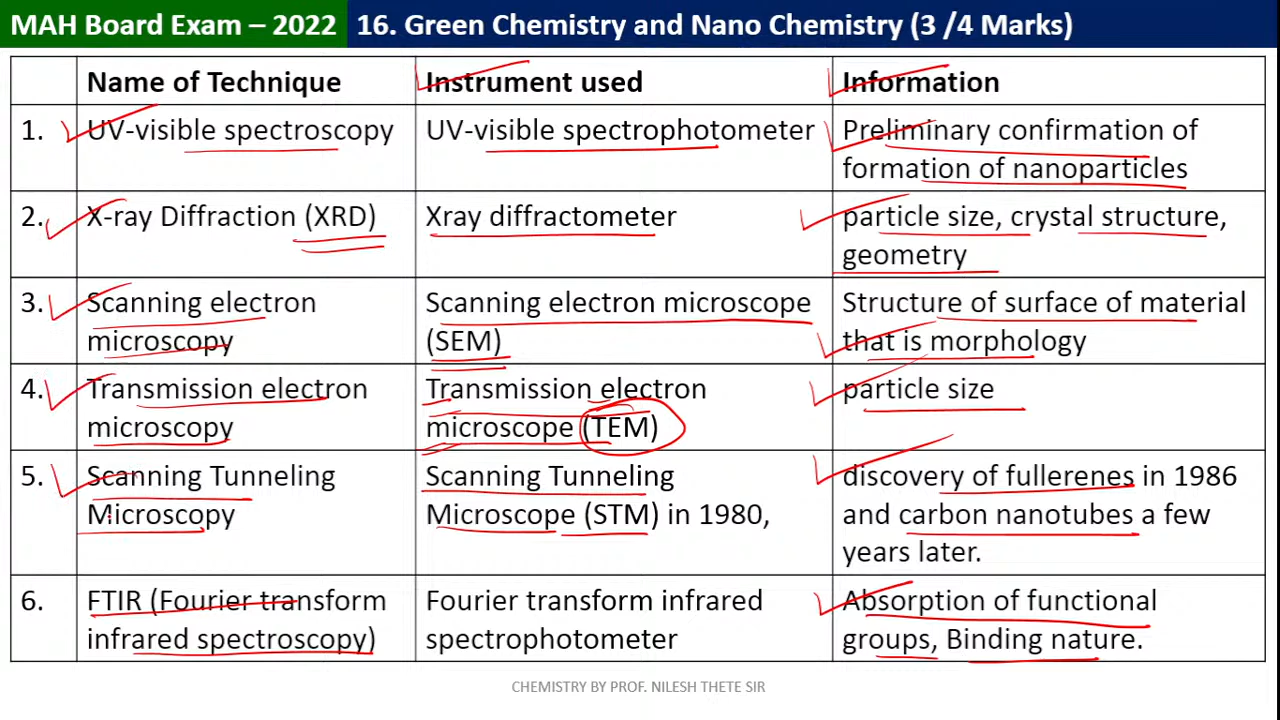 MAH Board Exam – 2022 16. Green Chemistry and Nano Chemistry (3 /4 Marks)
Name of Technique Instrument used Information
1. UV-visible spectroscopy UV-visible spectrophotometer Preliminary confirmation of
formation of nanoparticles
2. X-ray Diffraction (XRD) Xray diffractometer particle size, crystal structure,
geometry
3. Scanning electron Scanning electron microscope Structure of surface of material
microscopy (SEM) that is morphology
4. Transmission electron Transmission electron particle size
microscopy microscope (TEM)
5. Scanning Tunneling Scanning Tunneling discovery of fullerenes in 1986
Microscopy Microscope (STM) in 1980, and carbon nanotubes a few
years later.
6. FTIR (Fourier transform Fourier transform infrared Absorption of functional
infrared spectroscopy) spectrophotometer groups, Binding nature.
CHEMISTRY BY PROF. NILESH THETE SIR